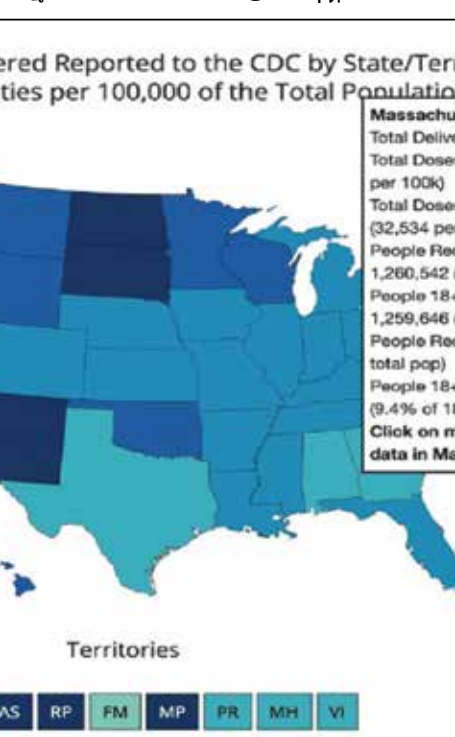 ered Reported to the CDC by State/Terr
ties per 100,000 of the Total Populatio
Massachu
Total Delive
Total Doses
per 100k)
Total Doses
(32,534 per
People Rec
1,260,542
People 18+
1,259,646
People Rec
total pop)
People 18+
(9.4% of 18
Click on m
data in Ma
Territories
AS RP FM MP PR MH VI